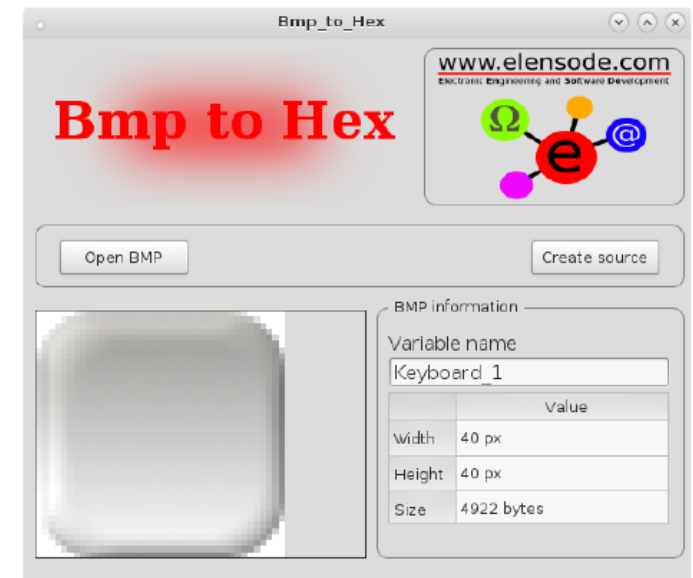 Bmp_to_Hex
Bmp to Hex
www.elensode.com
Electronic Engineering and Software Development
Ω
@
e
Open BMP
Create source
BMP information
Variable name
Keyboard_1
Value
Width 40 px
Height 40 px
Size 4922 bytes